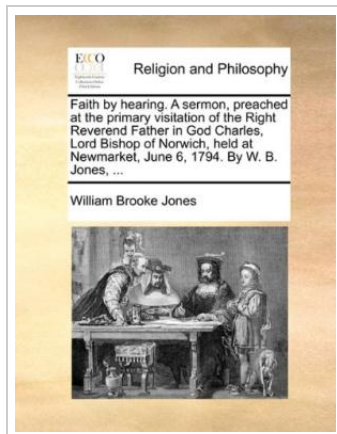 ECCO
Religion and Philosophy
Faith by hearing. A sermon, preached
at the primary visitation of the Right
Reverend Father in God Charles,
Lord Bishop of Norwich, held at
Newmarket, June 6, 1794. By W. B.
Jones, ...
William Brooke Jones